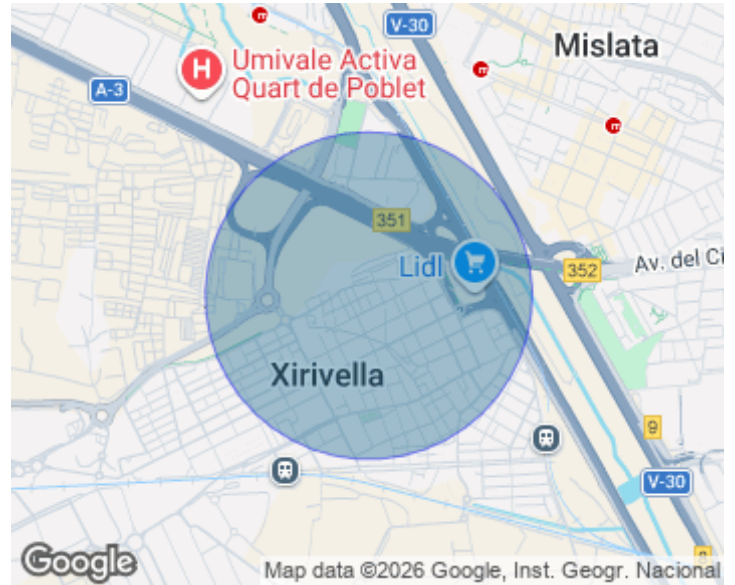 V-30
Mislata
H
Umivale Activa
Quart de Poblet
A-3
351
Lidl
352
Av. del Ci
Xirivella
9
V-30
Google
Map data ©2026 Google, Inst. Geogr. Nacional